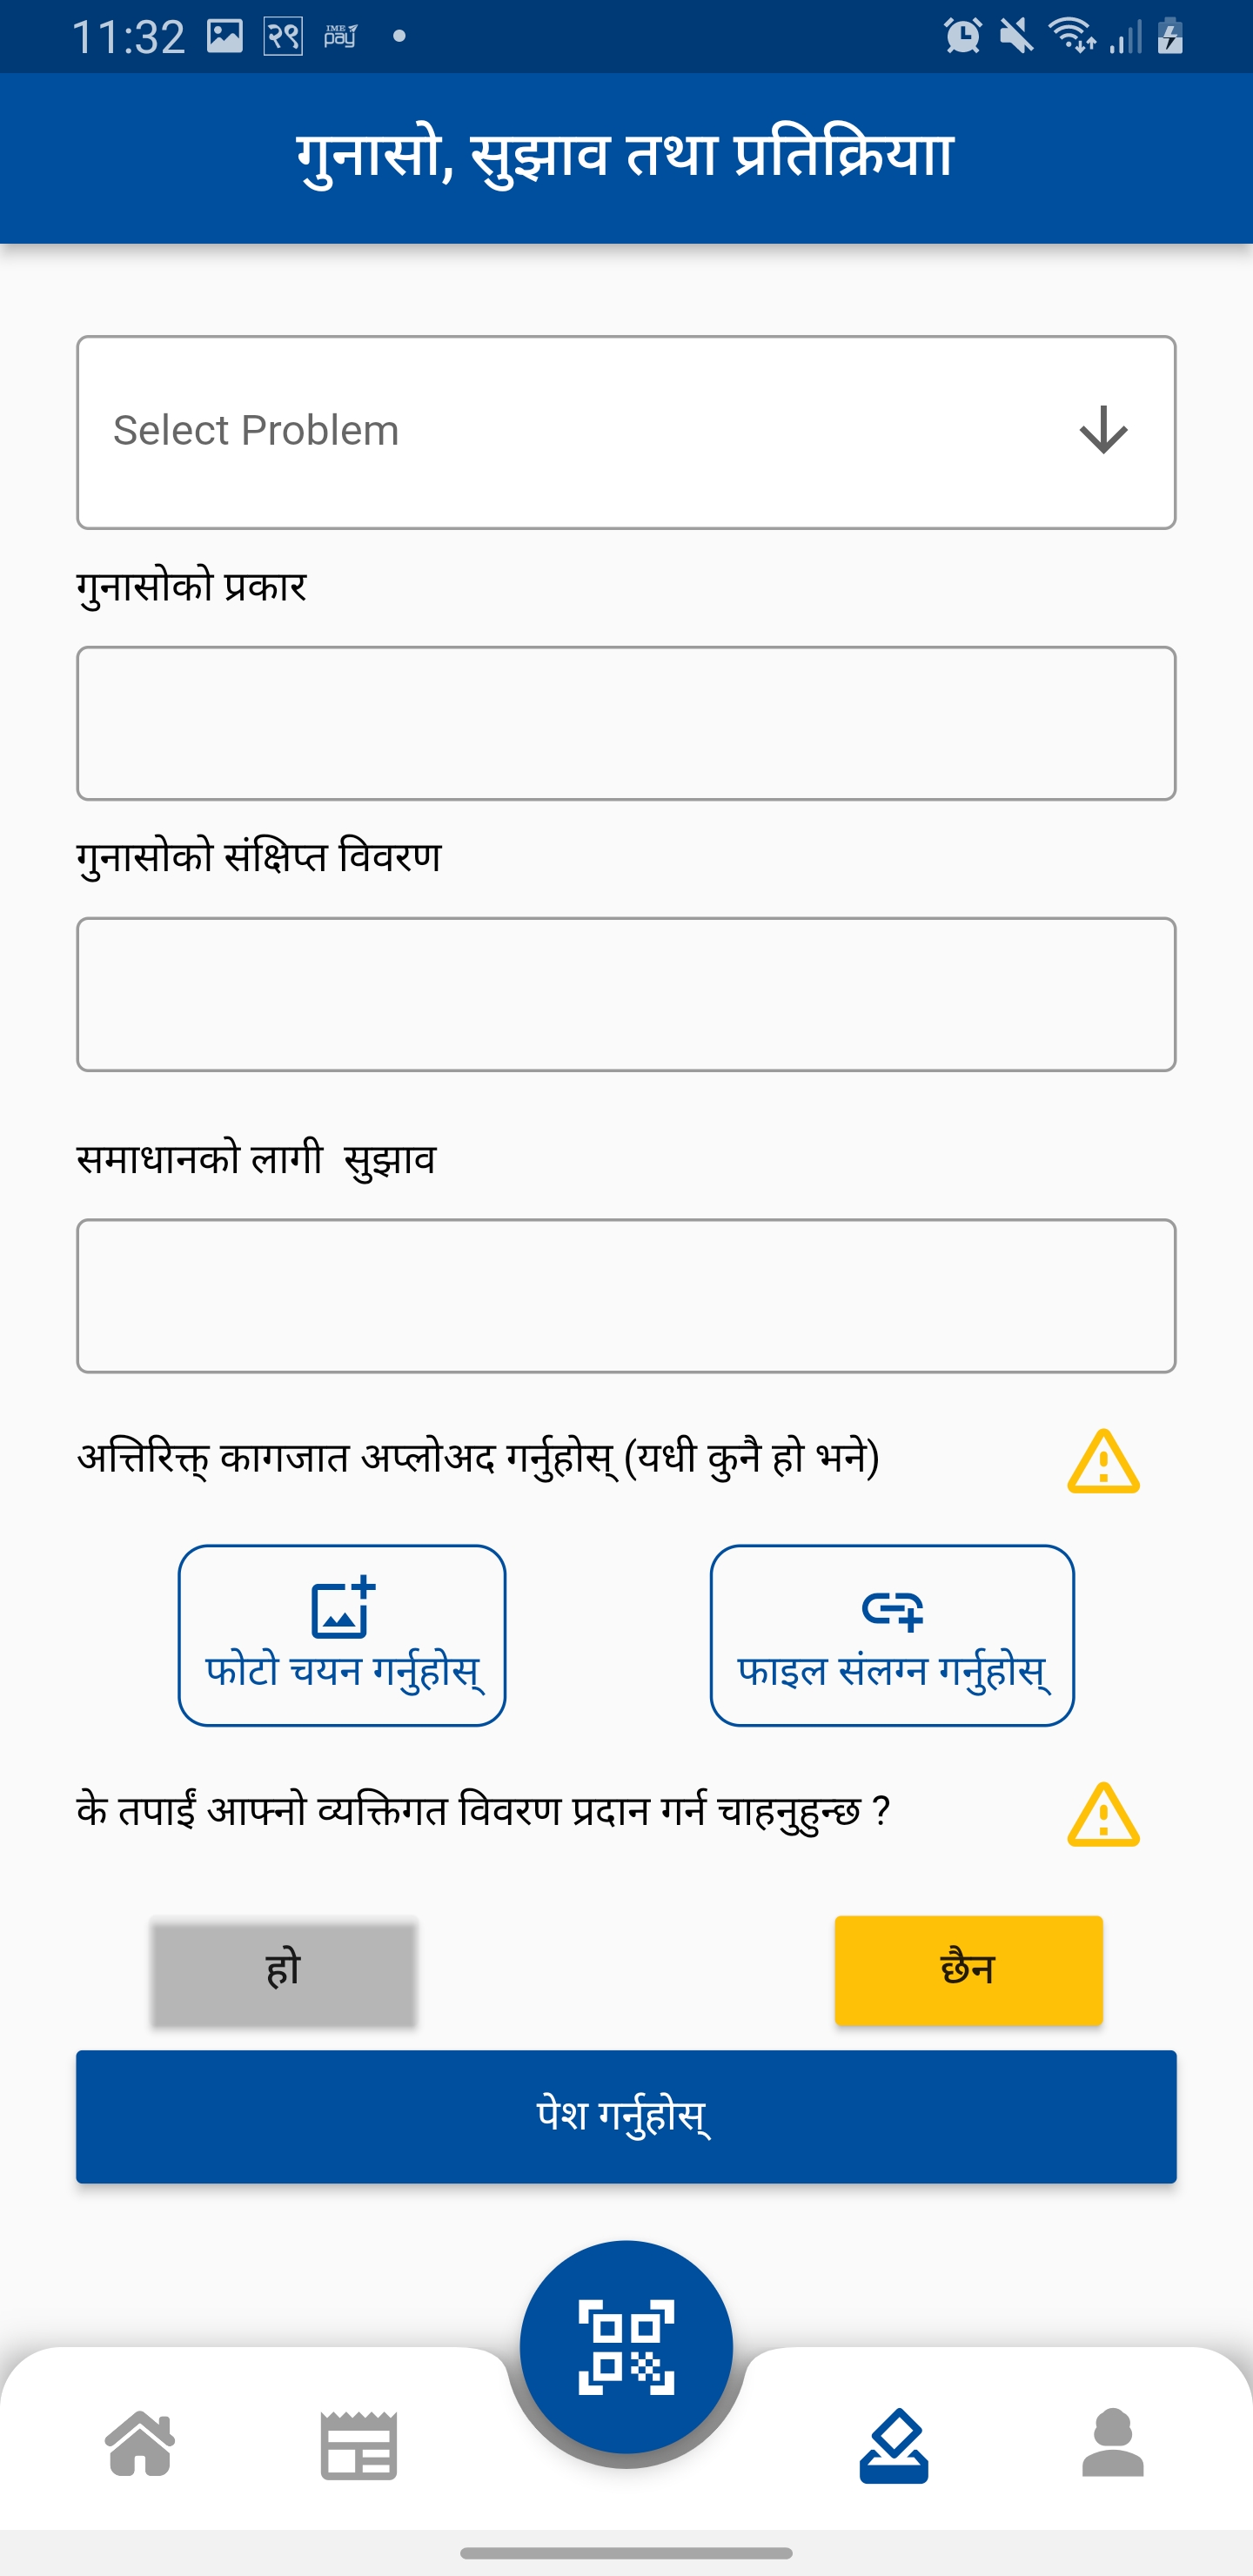 11:32 २९ IME pay
गुनासो, सुझाव तथा प्रतिक्रियाा
Select Problem
गुनासोको प्रकार
गुनासोको संक्षिप्त विवरण
समाधानको लागी  सुझाव
अत्तिरिक्त् कागजात अप्लोअद गर्नुहोस् (यधी कुनै हो भने)
फोटो चयन गर्नुहोस्
फाइल संलग्न गर्नुहोस्
के तपाईं आफ्नो व्यक्तिगत विवरण प्रदान गर्न चाहनुहुन्छ ?
हो
छैन
पेश गर्नुहोस्